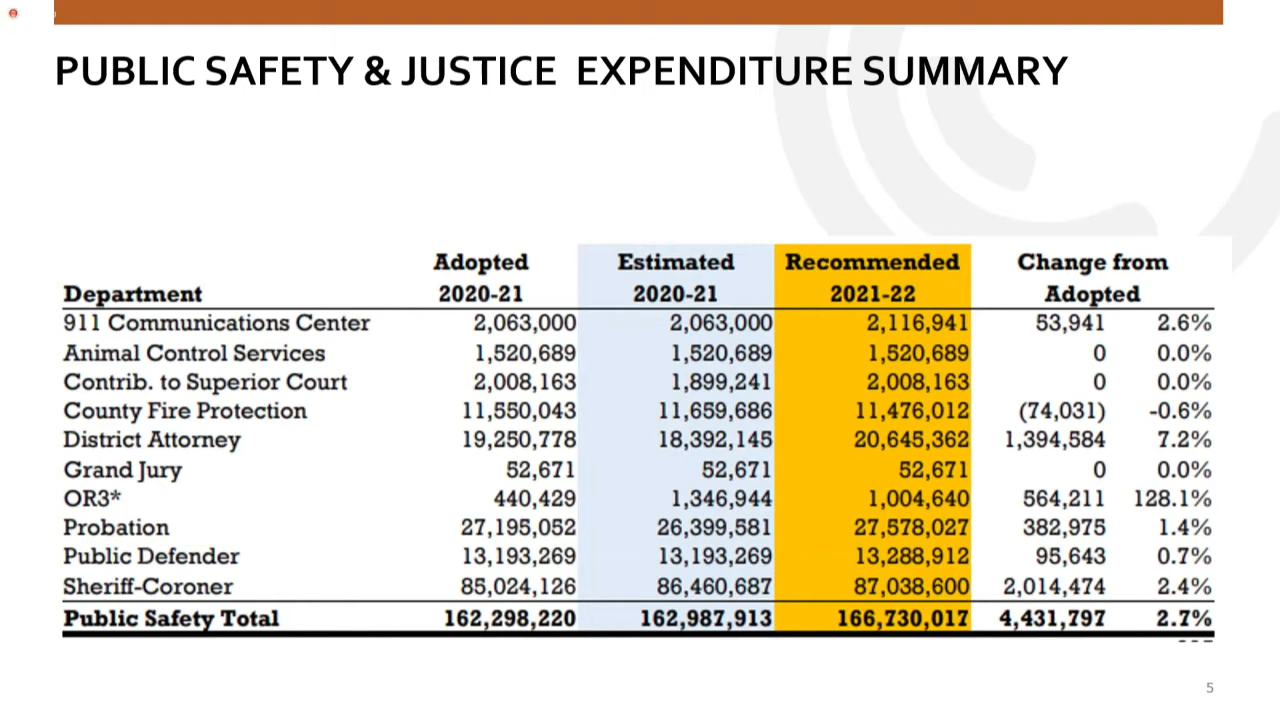 PUBLIC SAFETY & JUSTICE EXPENDITURE SUMMARY
Adopted Estimated Recommended Change from
Department 2020-21 2020-21 2021-22 Adopted
911 Communications Center 2,063,000 2,063,000 2,116,941 53,941 2.6%
Animal Control Services 1,520,689 1,520,689 1,520,689 0 0.0%
Contrib. to Superior Court 2,008,163 1,899,241 2,008,163 0 0.0%
County Fire Protection 11,550,043 11,659,686 11,476,012 (74,031) -0.6%
District Attorney 19,250,778 18,392,145 20,645,362 1,394,584 7.2%
Grand Jury 52,671 52,671 52,671 0 0.0%
OR3* 440,429 1,346,944 1,004,640 564,211 128.1%
Probation 27,195,052 26,399,581 27,578,027 382,975 1.4%
Public Defender 13,193,269 13,193,269 13,288,912 95,643 0.7%
Sheriff-Coroner 85,024,126 86,460,687 87,038,600 2,014,474 2.4%
Public Safety Total 162,298,220 162,987,913 166,730,017 4,431,797 2.7%
5